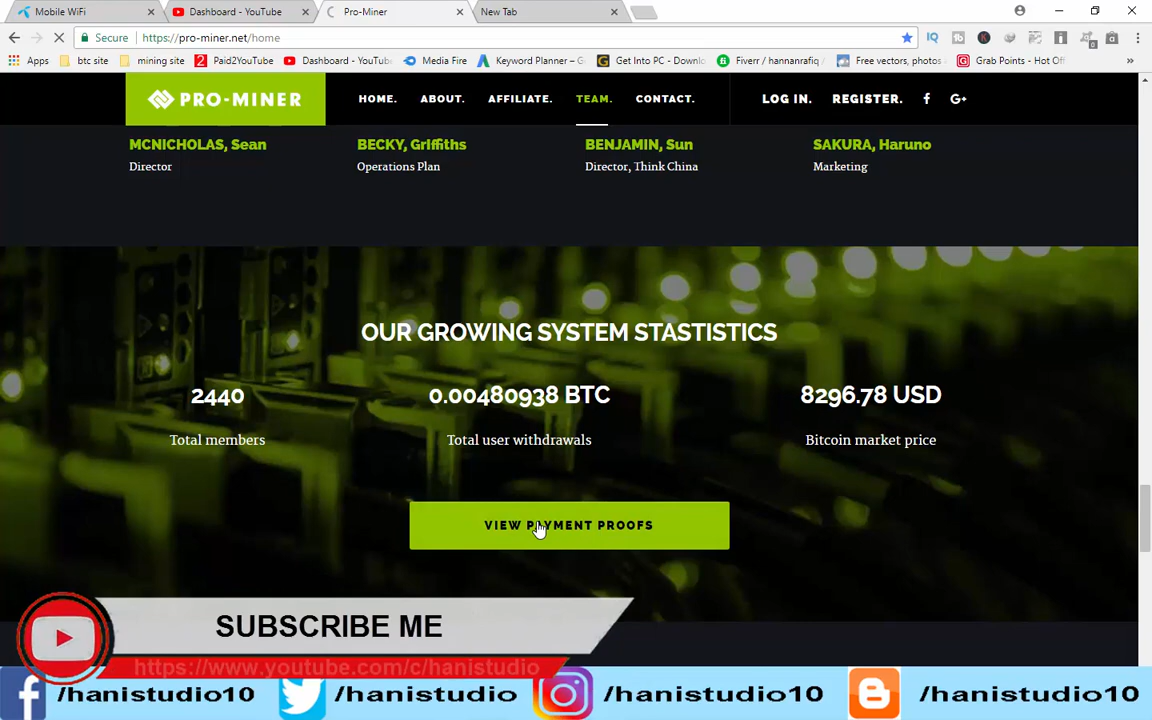 Mobile WiFi
Dashboard - YouTube
Pro-Miner
New Tab
Secure https://pro-miner.net/home
Apps btc site mining site Paid2YouTube Dashboard - YouTu Media Fire Keyword Planner – G Get Into PC - Downlo Fiverr / hannanrafiq / Free vectors, photos Grab Points - Hot Off
PRO-MINER HOME. ABOUT. AFFILIATE. TEAM. CONTACT. LOG IN. REGISTER.
MCNICHOLAS, Sean BECKY, Griffiths BENJAMIN, Sun SAKURA, Haruno
Director Operations Plan Director, Think China Marketing
OUR GROWING SYSTEM STASTISTICS
2440 0.00480938 BTC 8296.78 USD
Total members Total user withdrawals Bitcoin market price
VIEW PAYMENT PROOFS
SUBSCRIBE ME
https://www.youtube.com/c/hanistudio
/hanistudio10 /hanistudio /hanistudio10 /hanistudio10